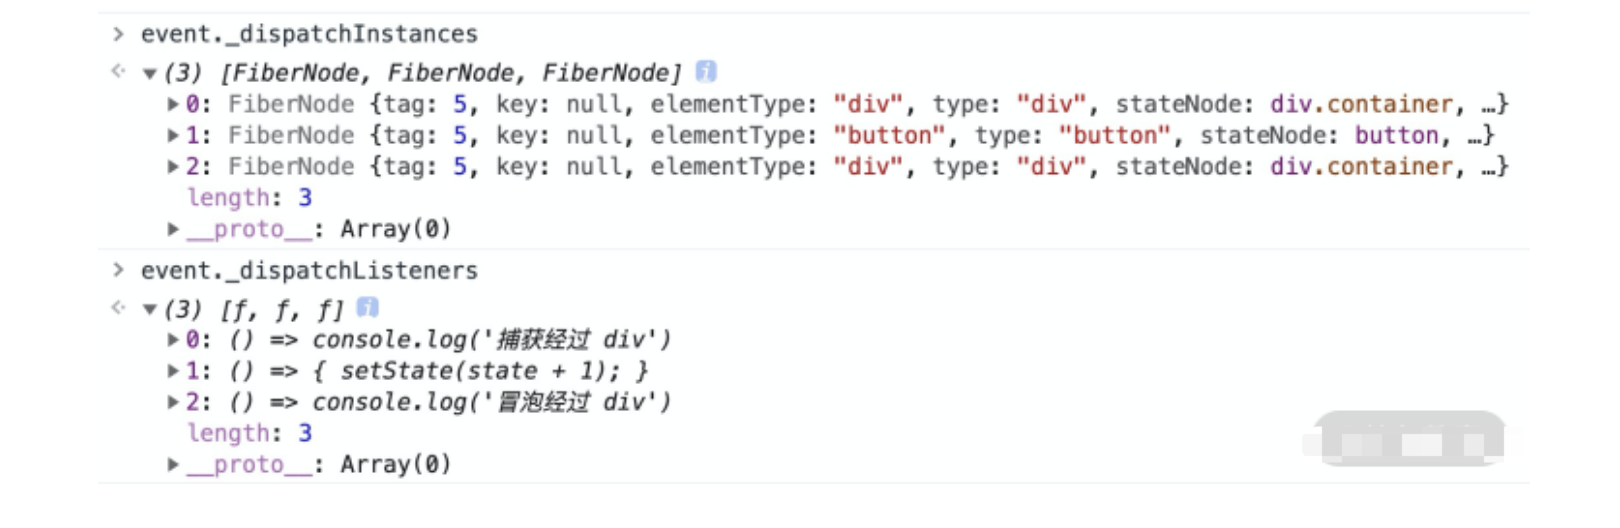 > event._dispatchInstances
<· ▼(3) [FiberNode, FiberNode, FiberNode] i
▶0: FiberNode {tag: 5, key: null, elementType: "div", type: "div", stateNode: div.container, …}
▶1: FiberNode {tag: 5, key: null, elementType: "button", type: "button", stateNode: button, …}
▶2: FiberNode {tag: 5, key: null, elementType: "div", type: "div", stateNode: div.container, …}
length: 3
▶__proto__: Array(0)
> event._dispatchListeners
<· ▼(3) [f, f, f] i
▶0: () => console.log('捕获经过 div')
▶1: () => { setState(state + 1); }
▶2: () => console.log('冒泡经过 div')
length: 3
▶__proto__: Array(0)